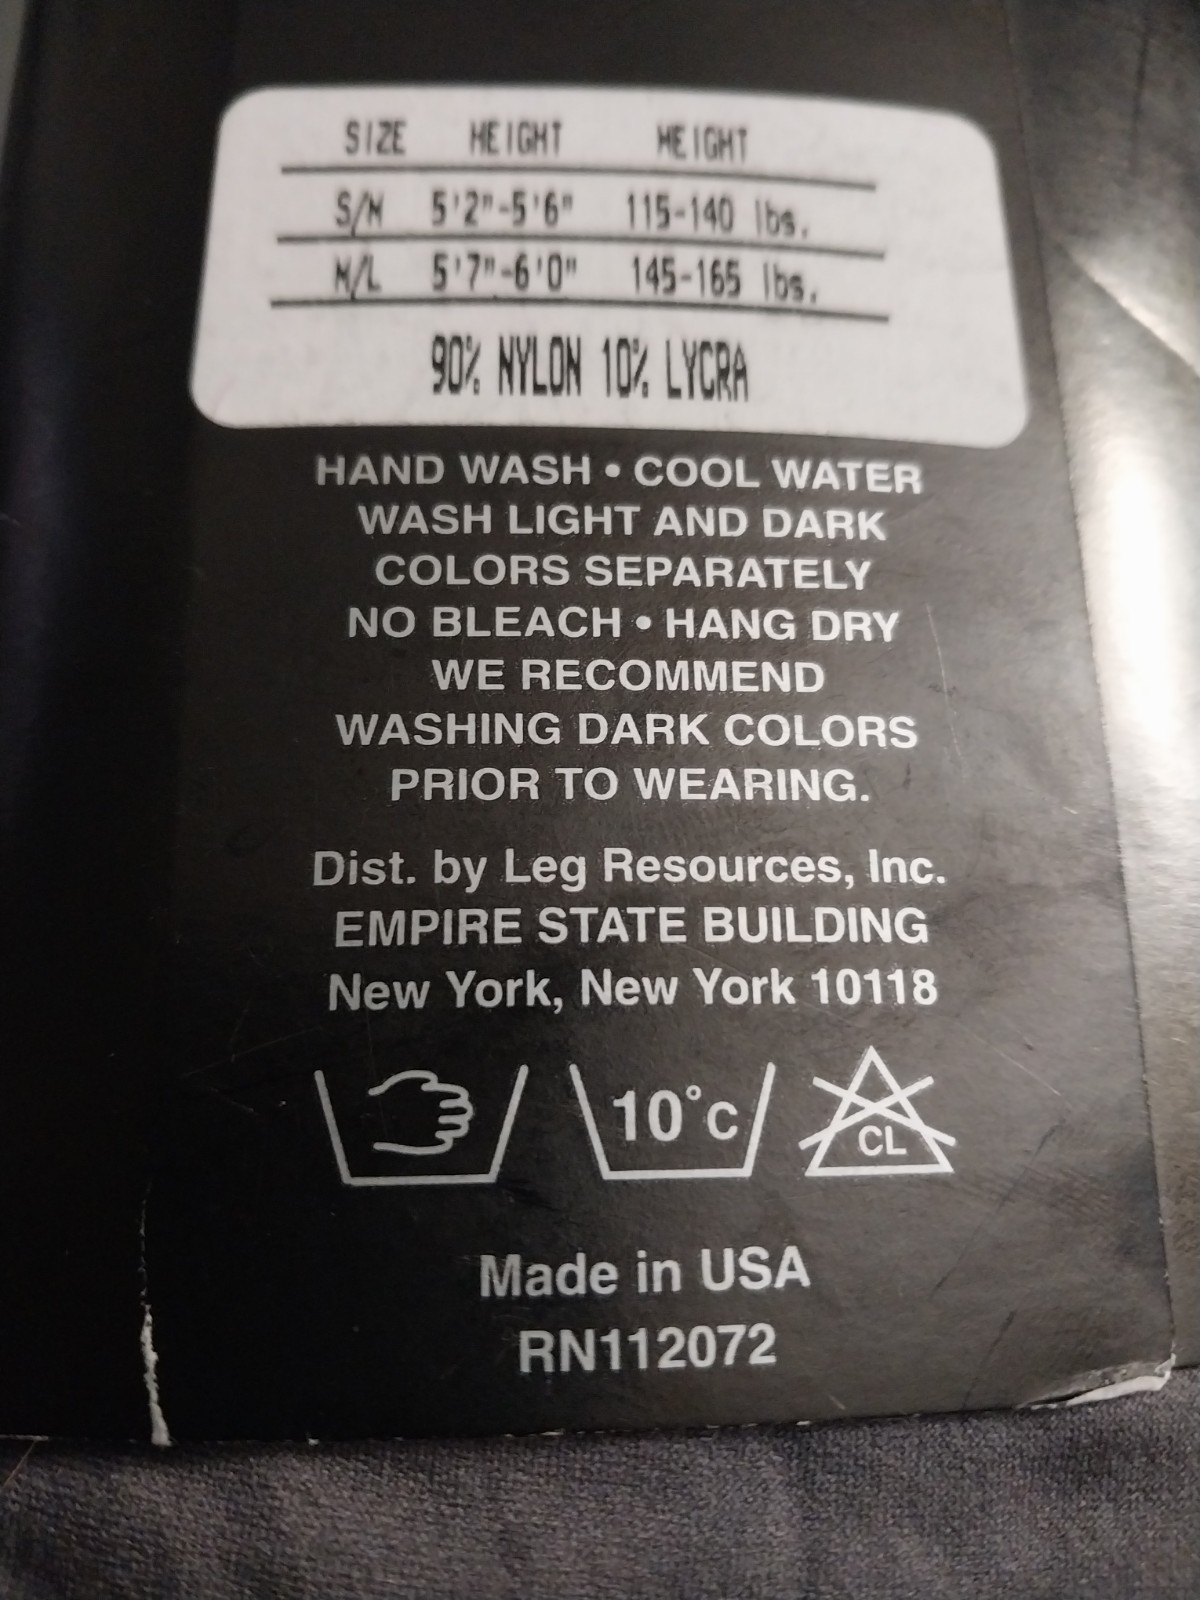 SIZE HEIGHT WEIGHT
S/M 5'2"-5'6" 115-140 lbs.
M/L 5'7"-6'0" 145-165 lbs.
90% NYLON 10% LYCRA
HAND WASH • COOL WATER
WASH LIGHT AND DARK
COLORS SEPARATELY
NO BLEACH • HANG DRY
WE RECOMMEND
WASHING DARK COLORS
PRIOR TO WEARING.
Dist. by Leg Resources, Inc.
EMPIRE STATE BUILDING
New York, New York 10118
10°c CL
Made in USA
RN112072